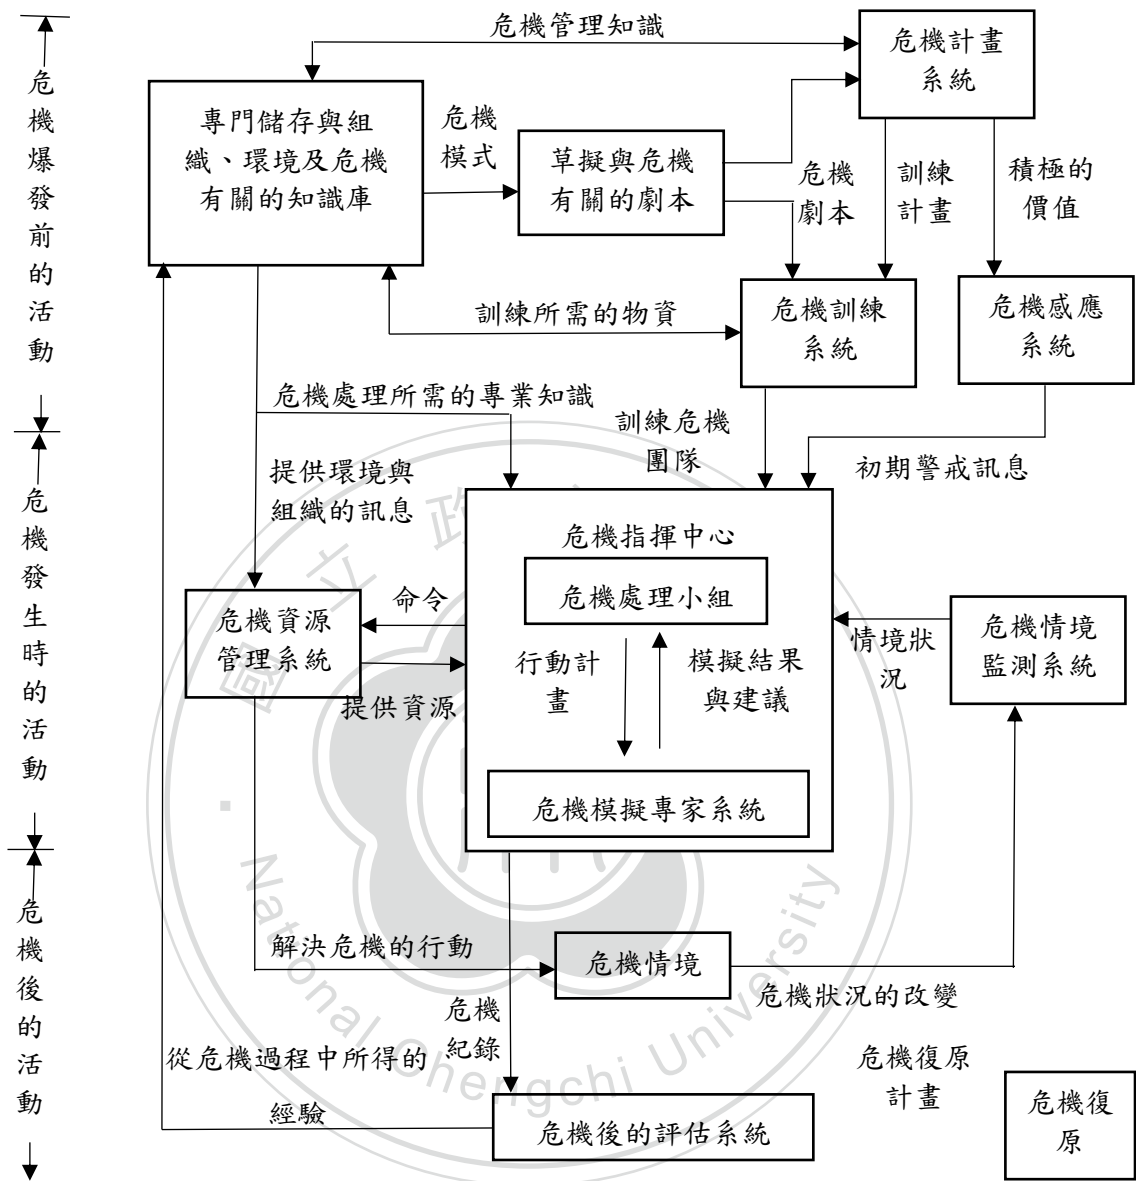 危機管理知識
危機計畫
系統
危機爆發前的活動
專門儲存與組
織、環境及危機
有關的知識庫
危機
模式
草擬與危機
有關的劇本
危機
劇本
訓練
計畫
積極的
價值
訓練所需的物資
危機訓練
系統
危機感應
系統
危機處理所需的專業知識
訓練危機
團隊
初期警戒訊息
危機發生時的活動
提供環境與
組織的訊息
危機指揮中心
危機處理小組
命令
危機資源
管理系統
提供資源
行動計
畫
模擬結果
與建議
情境狀
況
危機情境
監測系統
危機模擬專家系統
危機後的活動
解決危機的行動
危機情境
危機狀況的改變
危機
紀錄
從危機過程中所得的
經驗
危機後的評估系統
危機復原
計畫
危機復
原
國立政
National Chengchi University